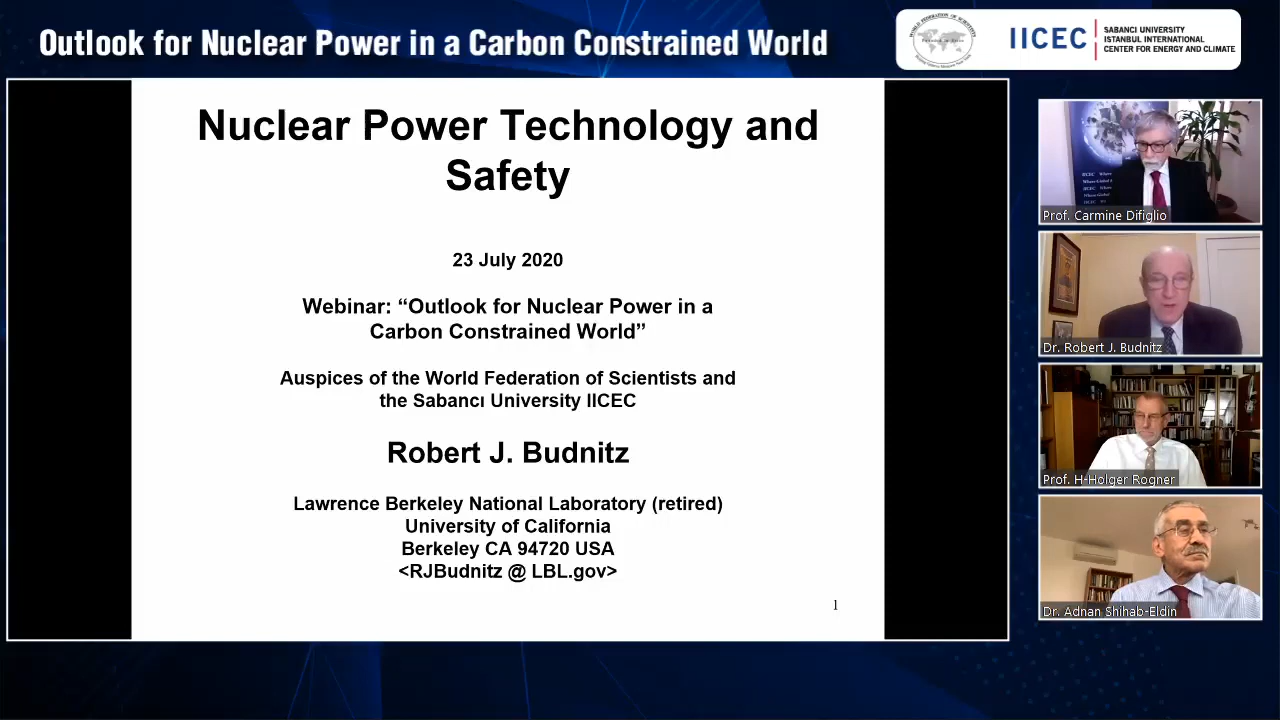 Outlook for Nuclear Power in a Carbon Constrained World
WORLD FEDERATION OF SCIENTISTS
IICEC
SABANCI UNIVERSITY
ISTANBUL INTERNATIONAL
CENTER FOR ENERGY AND CLIMATE
Nuclear Power Technology and
Safety
23 July 2020
Webinar: “Outlook for Nuclear Power in a
Carbon Constrained World”
Auspices of the World Federation of Scientists and
the Sabancı University IICEC
Robert J. Budnitz
Lawrence Berkeley National Laboratory (retired)
University of California
Berkeley CA 94720 USA
<RJBudnitz @ LBL.gov>
1
Prof. Carmine Difiglio
Dr. Robert J. Budnitz
Prof. H-Holger Rogner
Dr. Adnan Shihab-Eldin